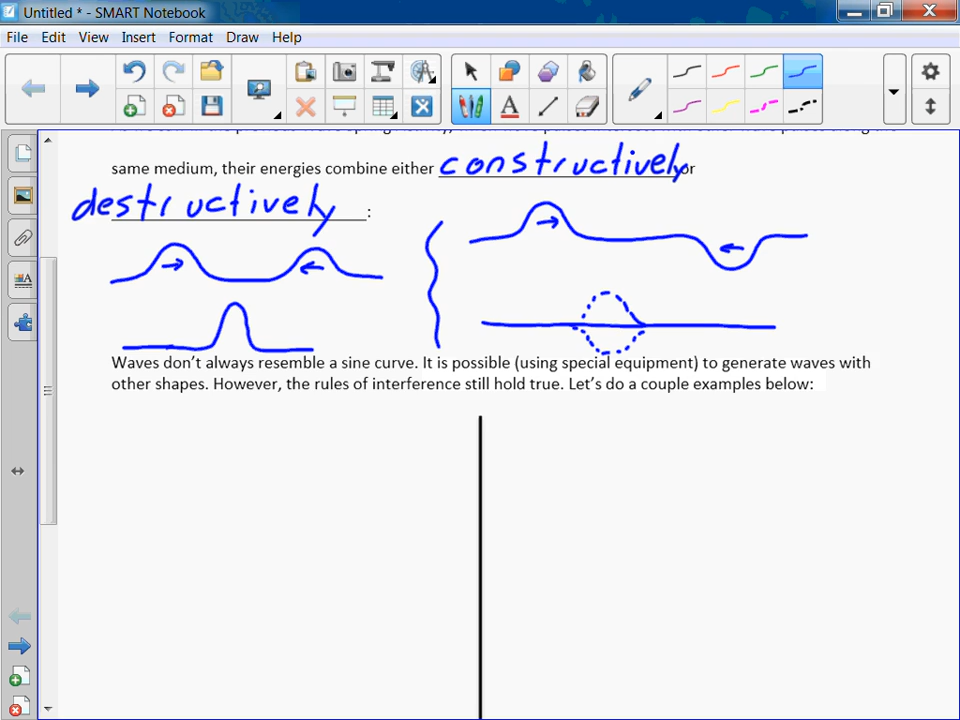 Untitled * - SMART Notebook
File Edit View Insert Format Draw Help
same medium, their energies combine either constructively or
destructively :
Waves don't always resemble a sine curve. It is possible (using special equipment) to generate waves with
other shapes. However, the rules of interference still hold true. Let's do a couple examples below: